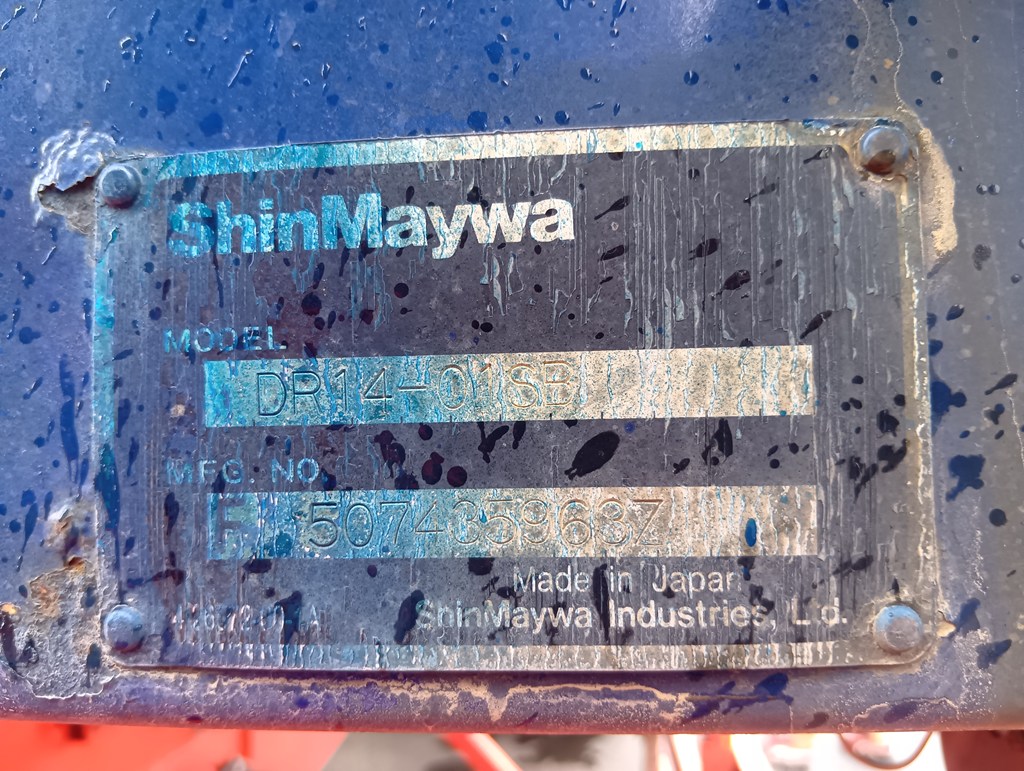 ShinMaywa
MODEL
DR14-01SB
MFG. NO.
F 507435963Z
Made in Japan
ShinMaywa Industries, Ltd.